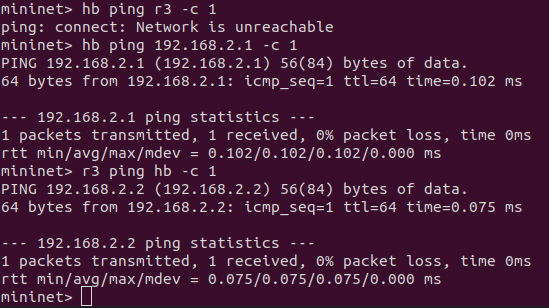 mininet> hb ping r3 -c 1
ping: connect: Network is unreachable
mininet> hb ping 192.168.2.1 -c 1
PING 192.168.2.1 (192.168.2.1) 56(84) bytes of data.
64 bytes from 192.168.2.1: icmp_seq=1 ttl=64 time=0.102 ms

--- 192.168.2.1 ping statistics ---
1 packets transmitted, 1 received, 0% packet loss, time 0ms
rtt min/avg/max/mdev = 0.102/0.102/0.102/0.000 ms
mininet> r3 ping hb -c 1
PING 192.168.2.2 (192.168.2.2) 56(84) bytes of data.
64 bytes from 192.168.2.2: icmp_seq=1 ttl=64 time=0.075 ms

--- 192.168.2.2 ping statistics ---
1 packets transmitted, 1 received, 0% packet loss, time 0ms
rtt min/avg/max/mdev = 0.075/0.075/0.075/0.000 ms
mininet>